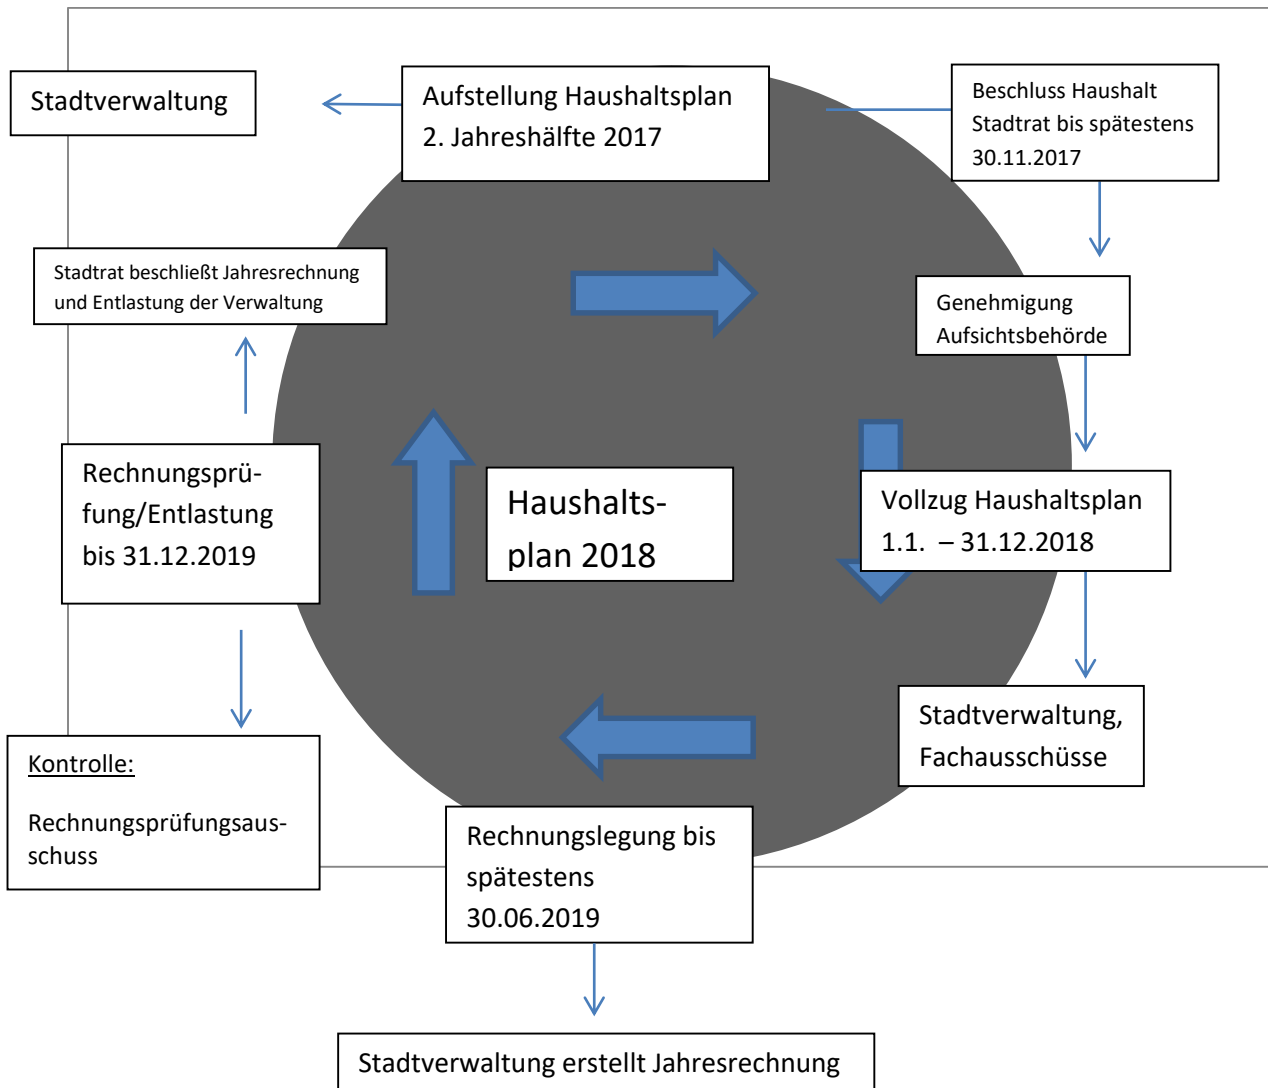 Stadtverwaltung
Aufstellung Haushaltsplan
2. Jahreshälfte 2017
Beschluss Haushalt
Stadtrat bis spätestens
30.11.2017
Stadtrat beschließt Jahresrechnung
und Entlastung der Verwaltung
Genehmigung
Aufsichtsbehörde
Rechnungsprü-
fung/Entlastung
bis 31.12.2019
Haushalts-
plan 2018
Vollzug Haushaltsplan
1.1. – 31.12.2018
Stadtverwaltung,
Fachausschüsse
Kontrolle:
Rechnungsprüfungsaus-
schuss
Rechnungslegung bis
spätestens
30.06.2019
Stadtverwaltung erstellt Jahresrechnung